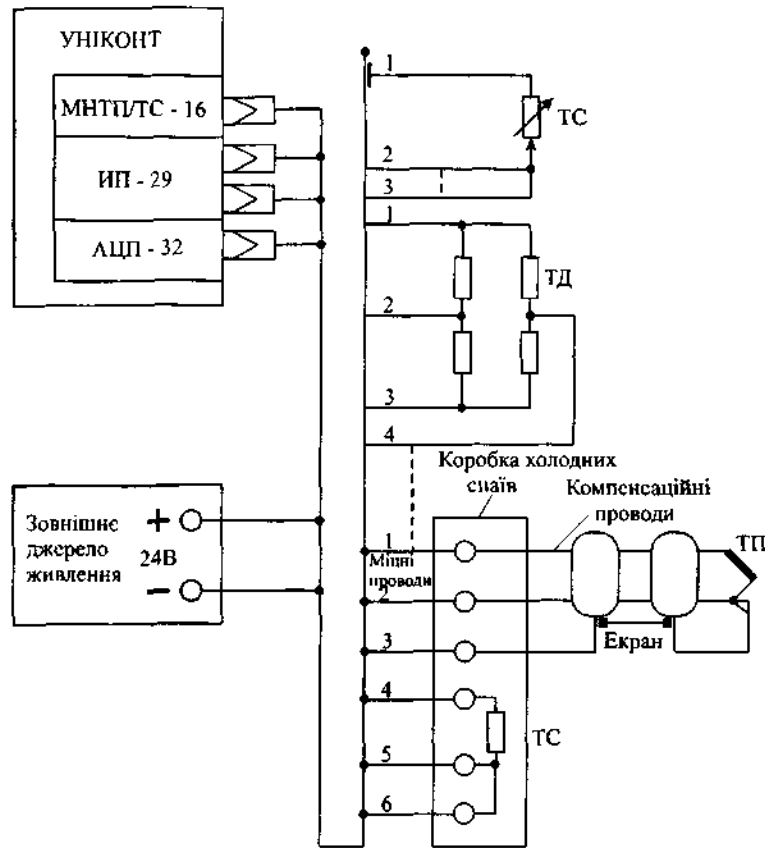 УНІКОНТ
МНТП/ТС - 16
ИП - 29
АЦП - 32
1
ТС
2
3
1
ТД
2
3
4
Коробка холодних
спаїв
Компенсаційні
проводи
Зовнішнє
джерело
живлення
+
24В
−
1
Мідні
проводи
ТП
2
3
Екран
4
ТС
5
6